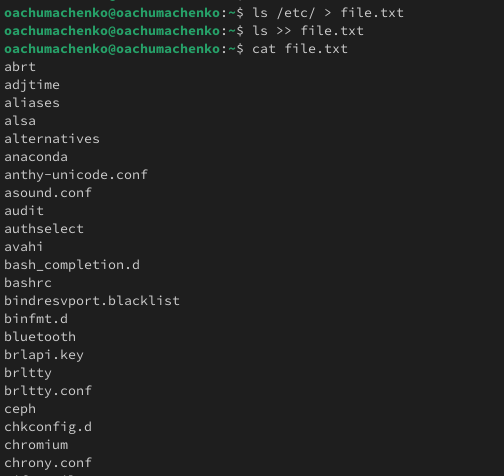 oachumachenko@oachumachenko:~$ ls /etc/ > file.txt
oachumachenko@oachumachenko:~$ ls >> file.txt
oachumachenko@oachumachenko:~$ cat file.txt
abrt
adjtime
aliases
alsa
alternatives
anaconda
anthy-unicode.conf
asound.conf
audit
authselect
avahi
bash_completion.d
bashrc
bindresvport.blacklist
binfmt.d
bluetooth
brlapi.key
brltty
brltty.conf
ceph
chkconfig.d
chromium
chrony.conf